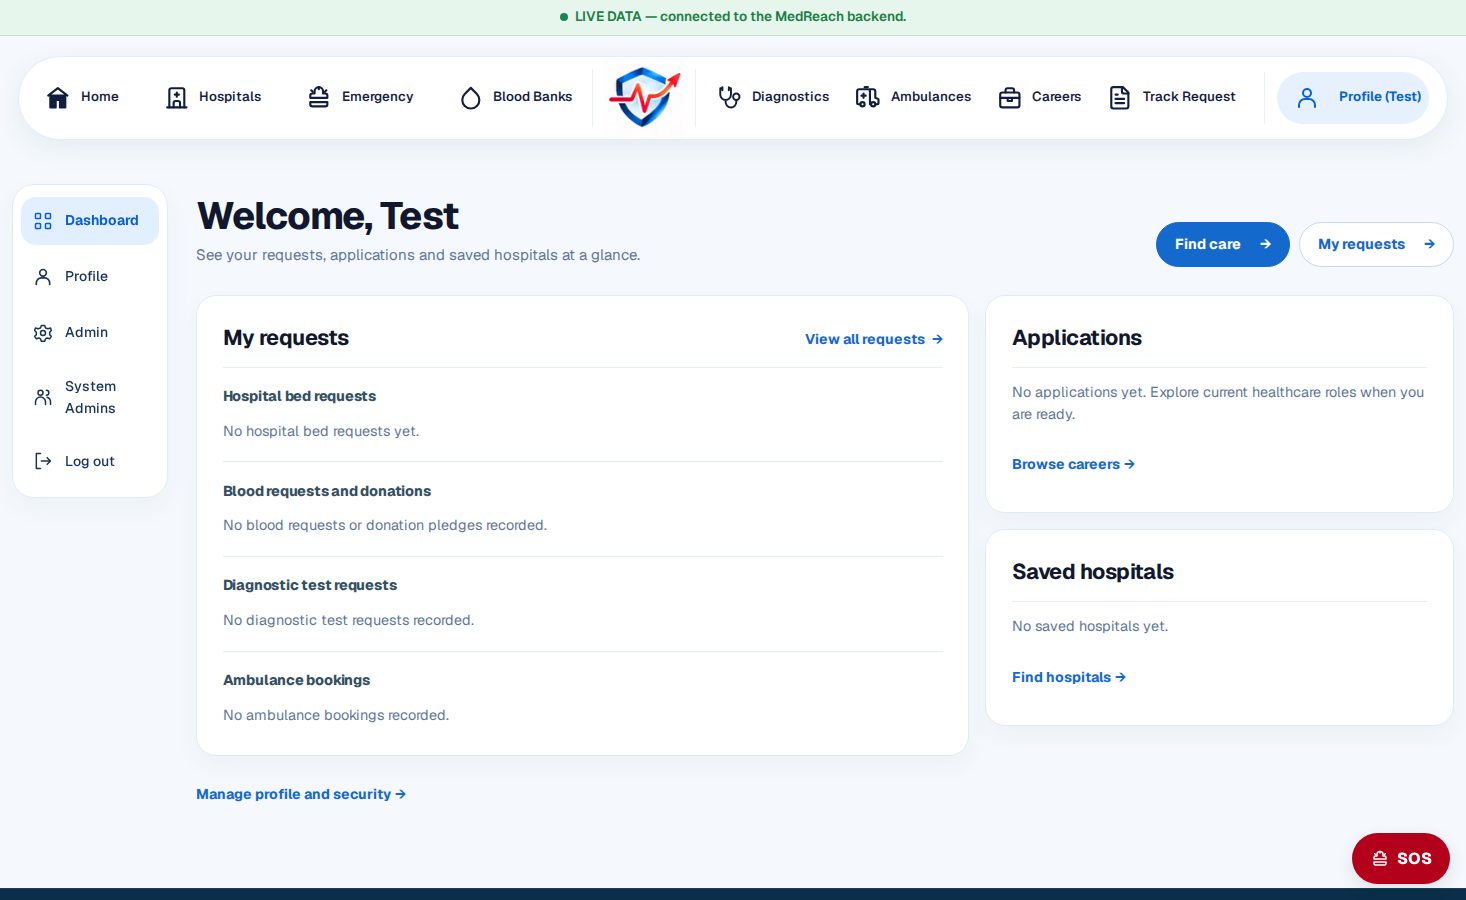 LIVE DATA — connected to the MedReach backend.
Home
Hospitals
Emergency
Blood Banks
Diagnostics
Ambulances
Careers
Track Request
Profile (Test)
Dashboard
Profile
Admin
System
Admins
Log out
Welcome, Test
See your requests, applications and saved hospitals at a glance.
Find care →
My requests →
My requests
View all requests →
Hospital bed requests
No hospital bed requests yet.
Blood requests and donations
No blood requests or donation pledges recorded.
Diagnostic test requests
No diagnostic test requests recorded.
Ambulance bookings
No ambulance bookings recorded.
Manage profile and security →
Applications
No applications yet. Explore current healthcare roles when you
are ready.
Browse careers →
Saved hospitals
No saved hospitals yet.
Find hospitals →
SOS